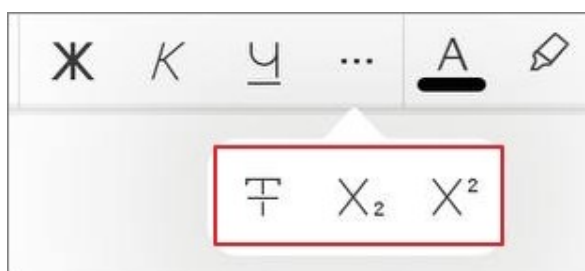 Ж К Ч ... А
Т X₂ X²